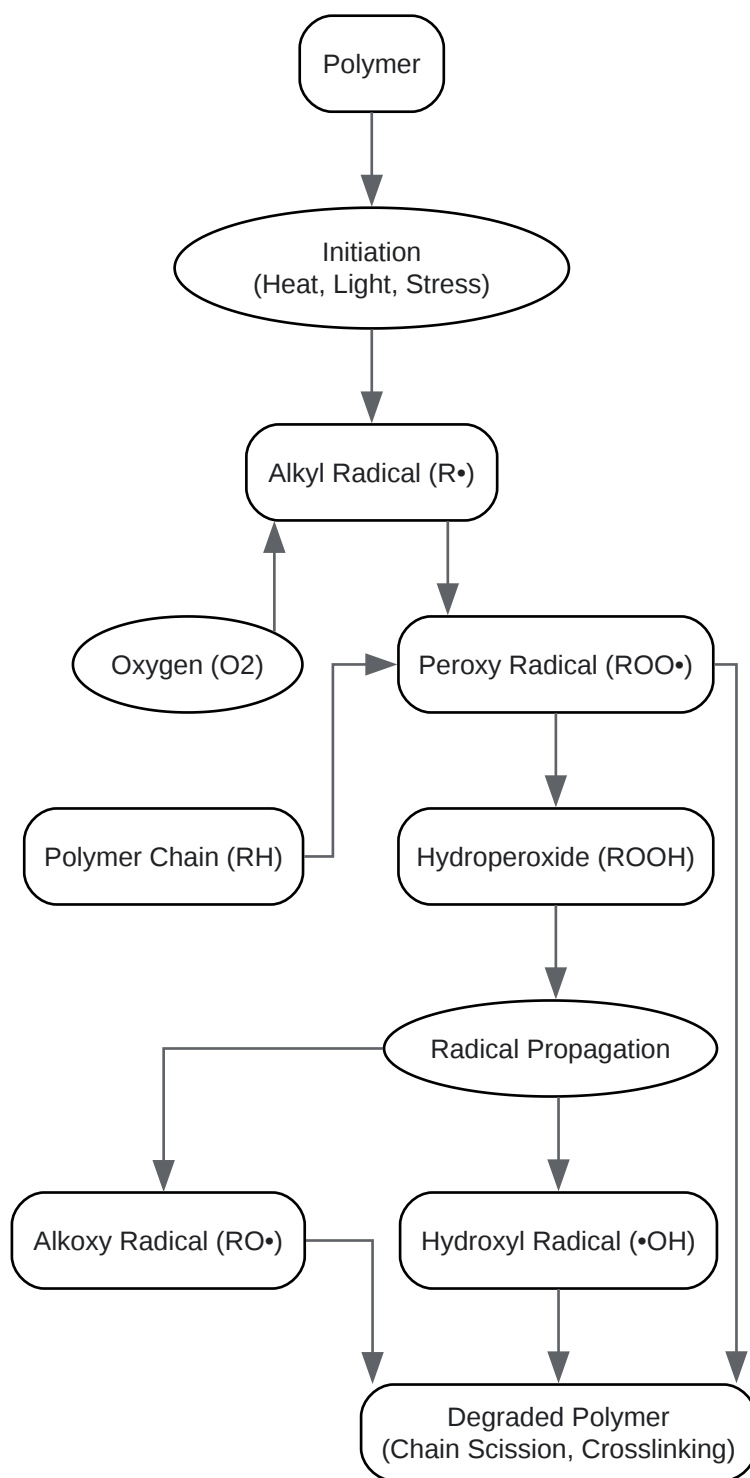 Polymer
Initiation
(Heat, Light, Stress)
Alkyl Radical (R•)
Oxygen (O2)
Peroxy Radical (ROO•)
Polymer Chain (RH)
Hydroperoxide (ROOH)
Radical Propagation
Alkoxy Radical (RO•)
Hydroxyl Radical (•OH)
Degraded Polymer
(Chain Scission, Crosslinking)